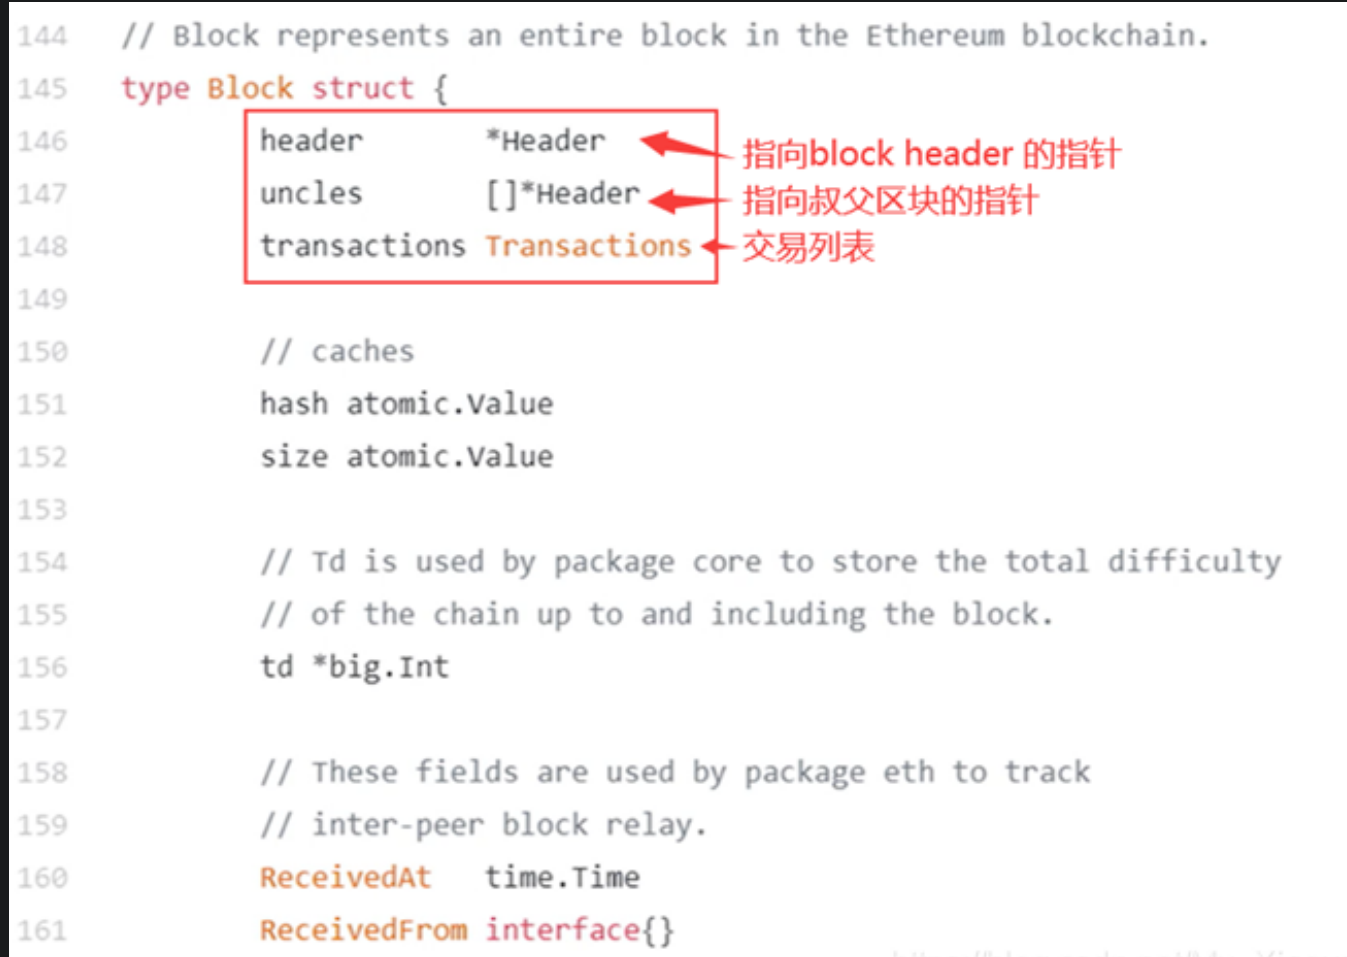 144 // Block represents an entire block in the Ethereum blockchain.
145 type Block struct {
146 header *Header 指向block header 的指针
147 uncles []*Header 指向叔父区块的指针
148 transactions Transactions 交易列表
149
150 // caches
151 hash atomic.Value
152 size atomic.Value
153
154 // Td is used by package core to store the total difficulty
155 // of the chain up to and including the block.
156 td *big.Int
157
158 // These fields are used by package eth to track
159 // inter-peer block relay.
160 ReceivedAt time.Time
161 ReceivedFrom interface{}